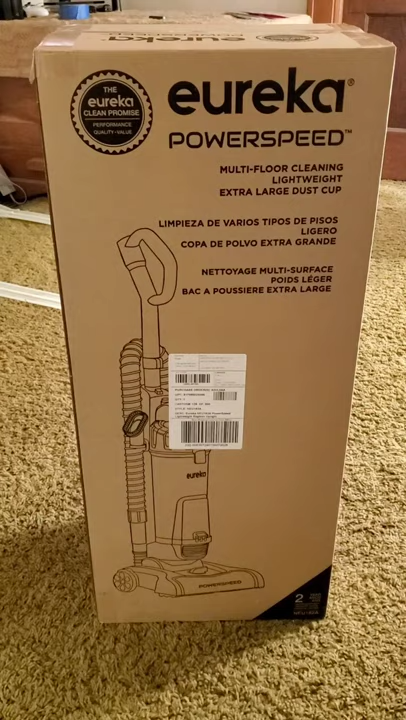 eureka
POWERSPEED
THE
eureka
CLEAN PROMISE
PERFORMANCE
QUALITY • VALUE
eureka®
POWERSPEED™
MULTI-FLOOR CLEANING
LIGHTWEIGHT
EXTRA LARGE DUST CUP
LIMPIEZA DE VARIOS TIPOS DE PISOS
LIGERO
COPA DE POLVO EXTRA GRANDE
NETTOYAGE MULTI-SURFACE
POIDS LÉGER
BAC A POUSSIERE EXTRA LARGE
eureka
POWERSPEED
2